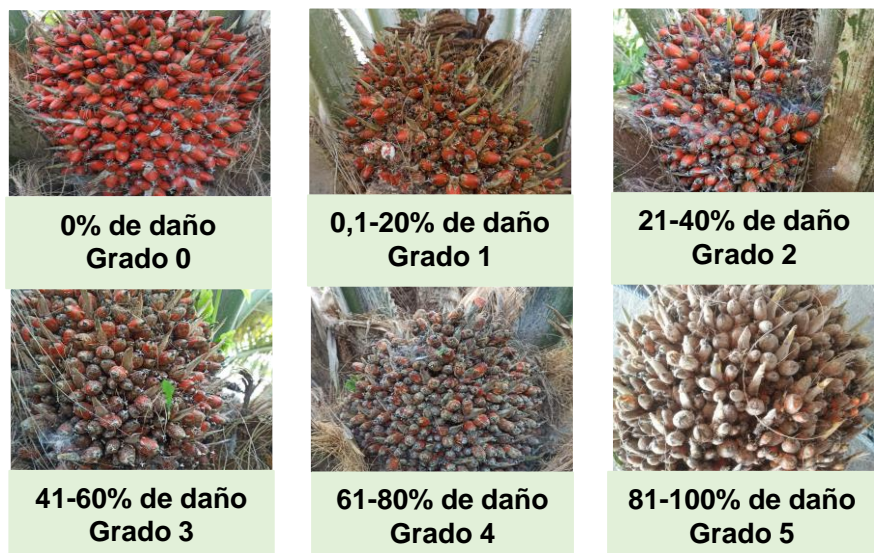 0% de daño
Grado 0
0,1-20% de daño
Grado 1
21-40% de daño
Grado 2
41-60% de daño
Grado 3
61-80% de daño
Grado 4
81-100% de daño
Grado 5